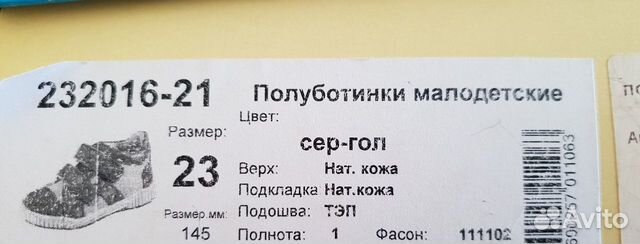 232016-21 Полуботинки малодетские
Размер: Цвет:
23 сер-гол
Верх: Нат. кожа
Подкладка Нат.кожа
Размер.мм: Подошва: ТЭП
145 Полнота: 1 Фасон: 111102
Avito